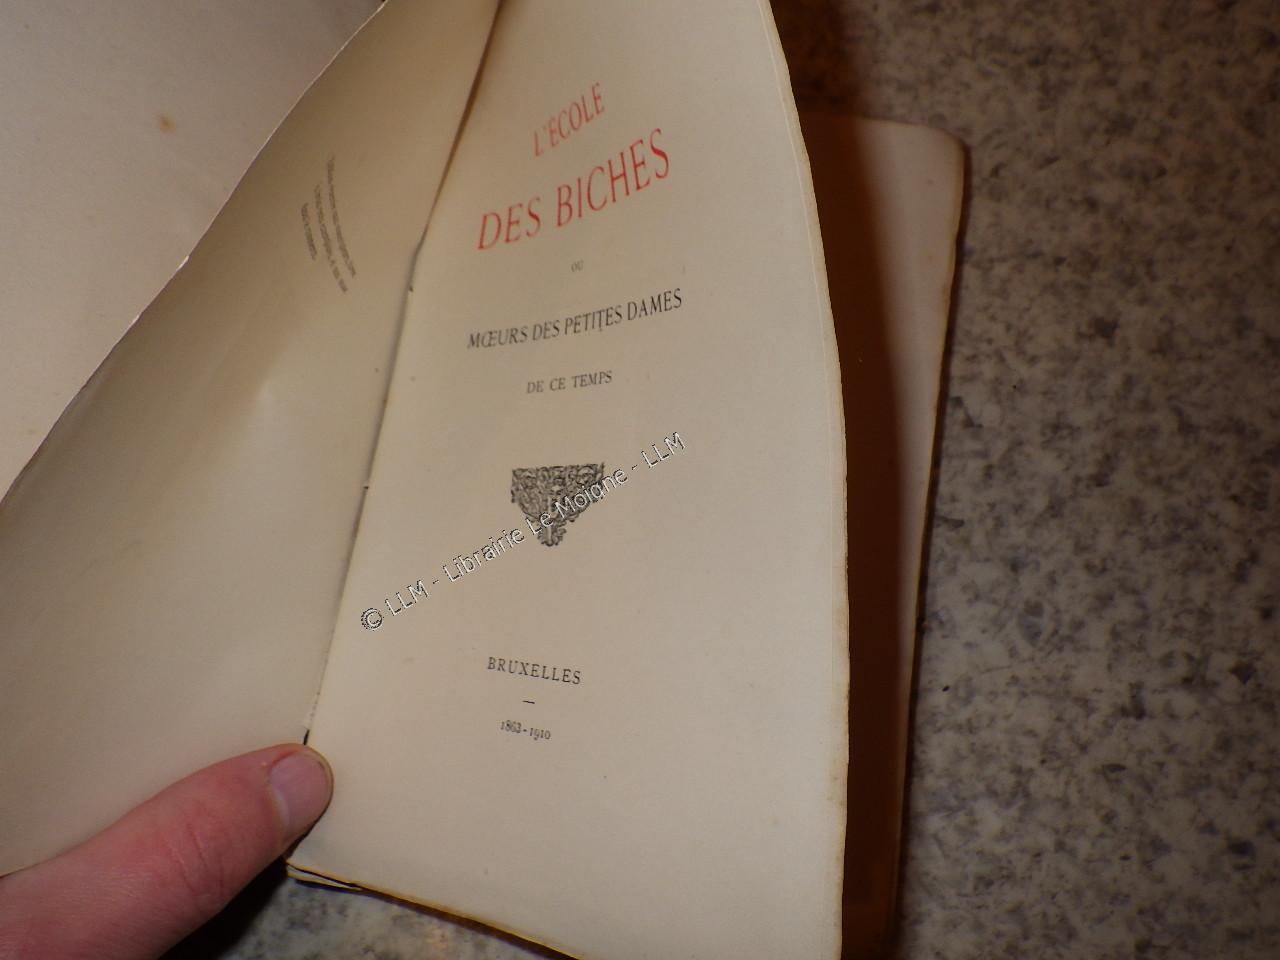 L'ÉCOLE
DES BICHES
OU
MŒURS DES PETITES DAMES
DE CE TEMPS
© LLM - Librairie Le Moigne - LLM
BRUXELLES
—
1863-1910